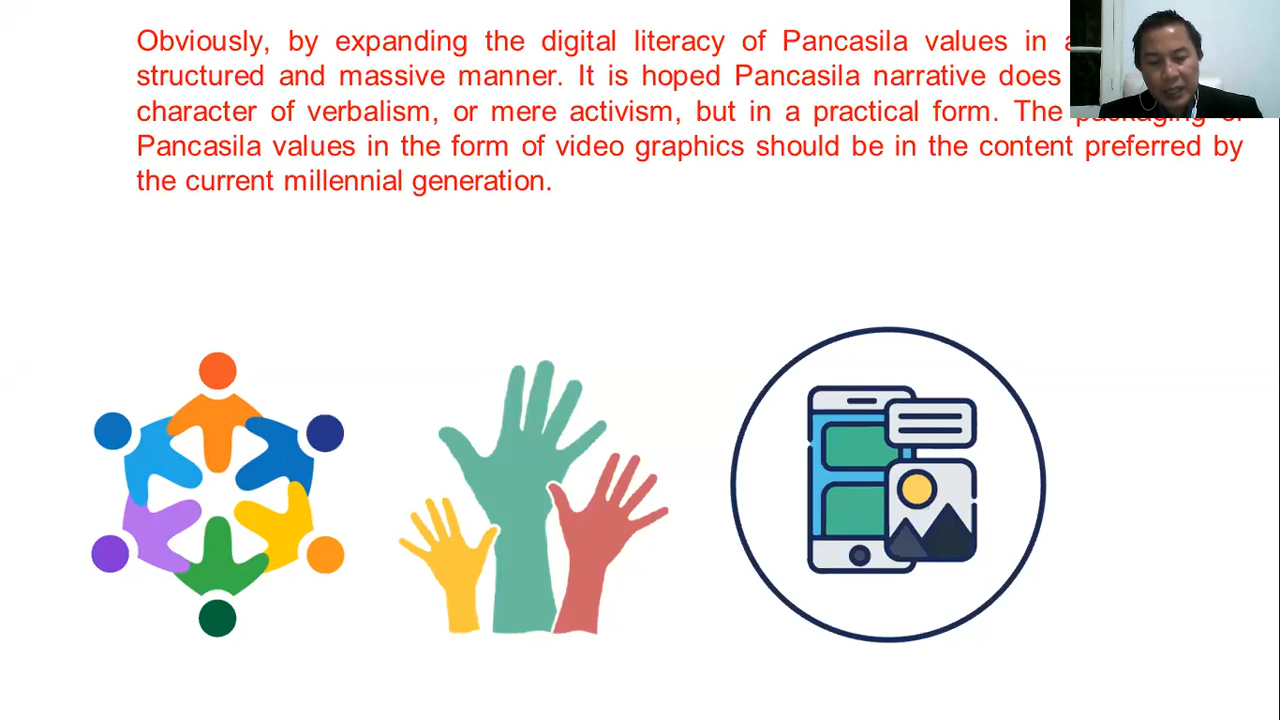 Obviously, by expanding the digital literacy of Pancasila values in
structured and massive manner. It is hoped Pancasila narrative does
character of verbalism, or mere activism, but in a practical form. The packaging of
Pancasila values in the form of video graphics should be in the content preferred by
the current millennial generation.